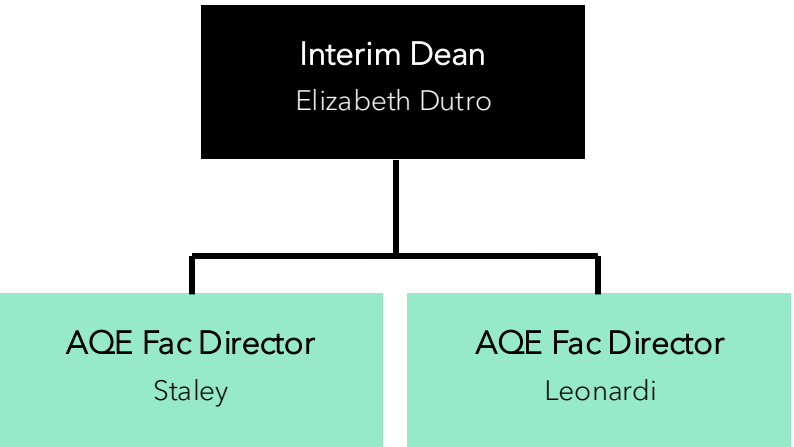 Interim Dean
Elizabeth Dutro
AQE Fac Director
Staley
AQE Fac Director
Leonardi